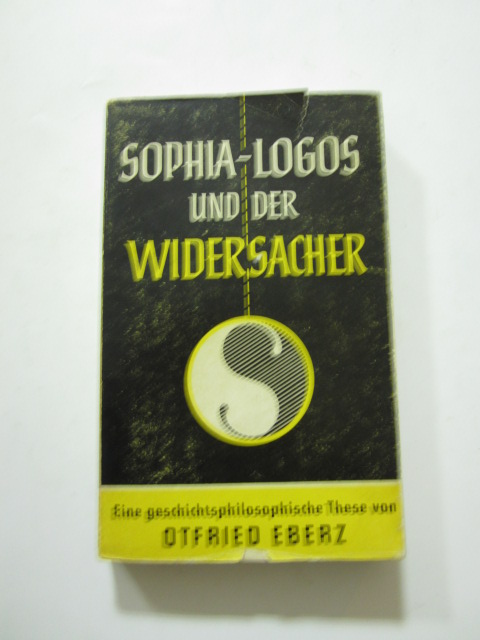 SOPHIA-LOGOS
UND DER
WIDERSACHER
Eine geschichtsphilosophische These von
OTFRIED EBERZ